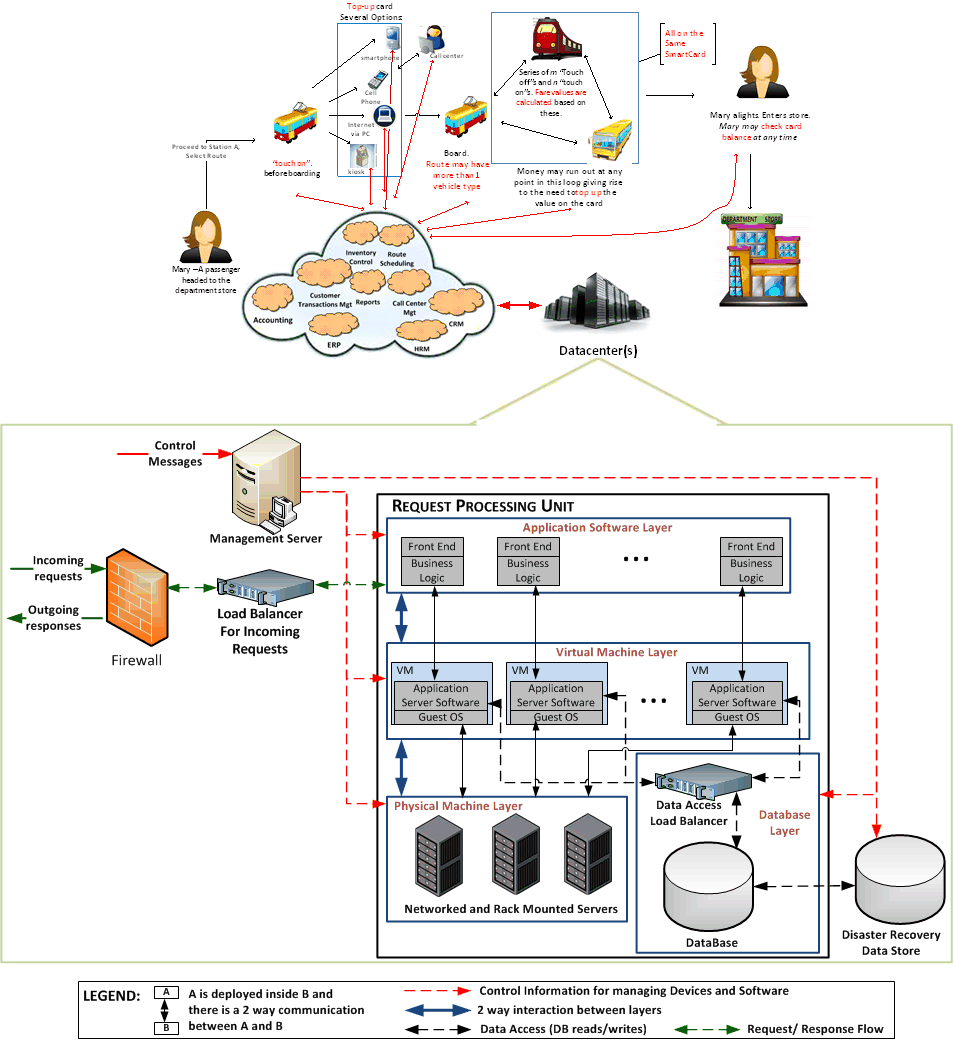 Top-up card
Several Options
smartphone
Call center
Cell
Phone
Internet
via PC
kiosk
Proceed to Station A,
Select Route
"touch on".
before boarding
Board.
Route may have
more than 1
vehicle type
Series of m "Touch
off"s and n "touch
on"s. Fare values are
calculated based on
these.
Money may run out at any
point in this loop giving rise
to the need to top up the
value on the card
All on the
Same
SmartCard
Mary alights. Enters store.
Mary may check card
balance at any time
DEPARTMENT STORE
Mary – A passenger
headed to the
department store
Inventory
Control
Route
Scheduling
Customer
Transactions Mgt
Reports
Call Center
Mgt
Accounting
CRM
ERP
HRM
Datacenter(s)
Control
Messages
Management Server
REQUEST PROCESSING UNIT
Application Software Layer
Front End
Business
Logic
Front End
Business
Logic
Front End
Business
Logic
Incoming
requests
Outgoing
responses
Firewall
Load Balancer
For Incoming
Requests
Virtual Machine Layer
VM
Application
Server Software
Guest OS
VM
Application
Server Software
Guest OS
VM
Application
Server Software
Guest OS
Physical Machine Layer
Networked and Rack Mounted Servers
Data Access
Load Balancer
Database
Layer
DataBase
Disaster Recovery
Data Store
LEGEND:
A
B
A is deployed inside B and
there is a 2 way communication
between A and B
Control Information for managing Devices and Software
2 way interaction between layers
Data Access (DB reads/writes)
Request/ Response Flow